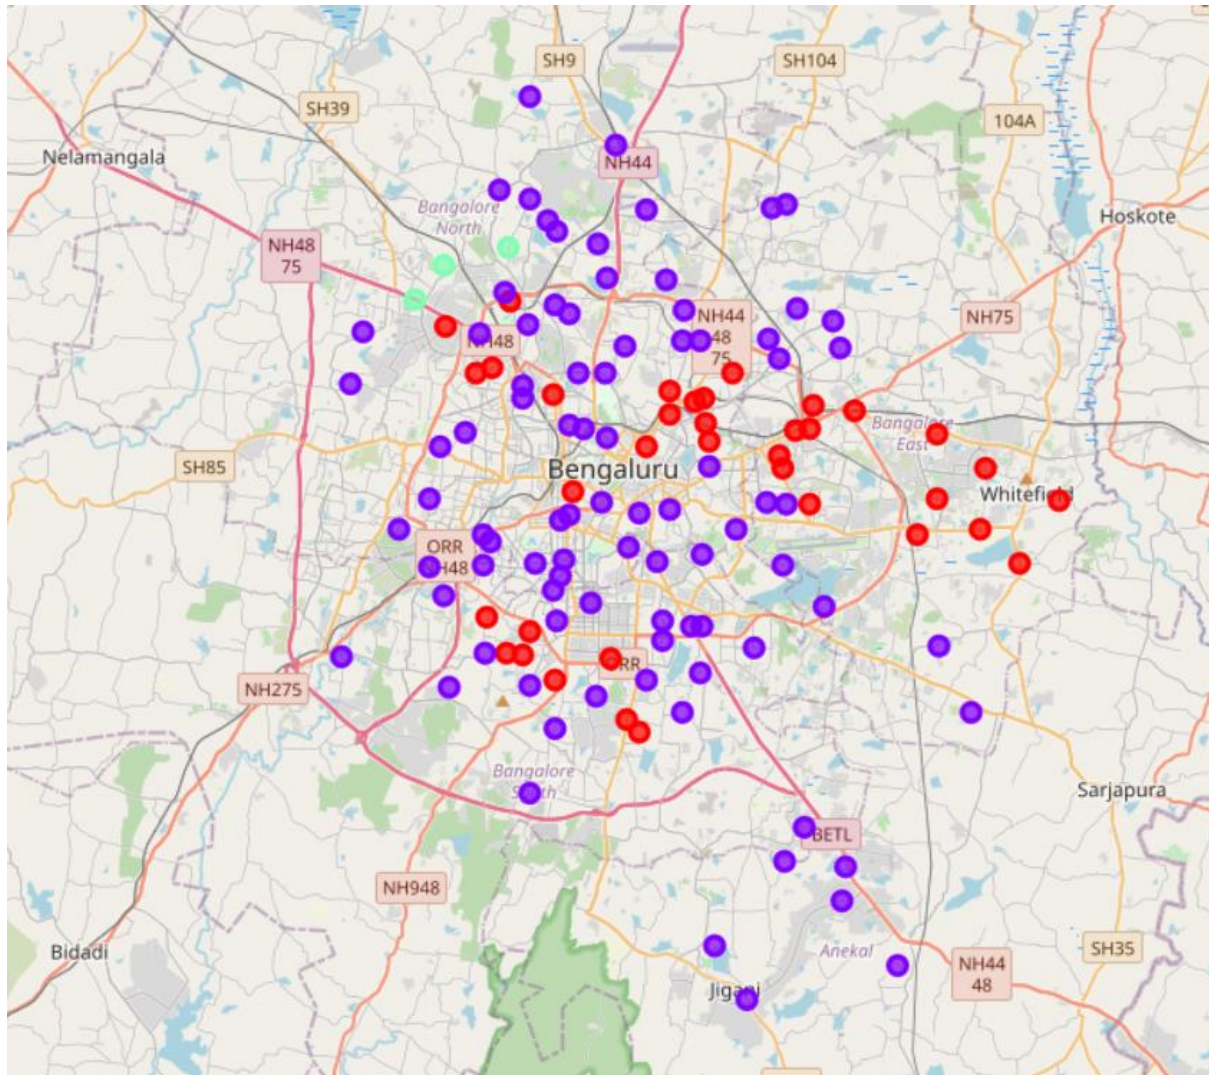 SH9
SH104
SH39
104A
Nelamangala
NH44
Bangalore
North
Hoskote
NH48
75
NH44
48
75
NH75
NH48
Bangalore
East
SH85
Bengaluru
Whitefield
ORR
NH48
NH275
Bangalore
South
Sarjapura
BETL
NH948
Bidadi
Anekal
SH35
NH44
48
Jigani